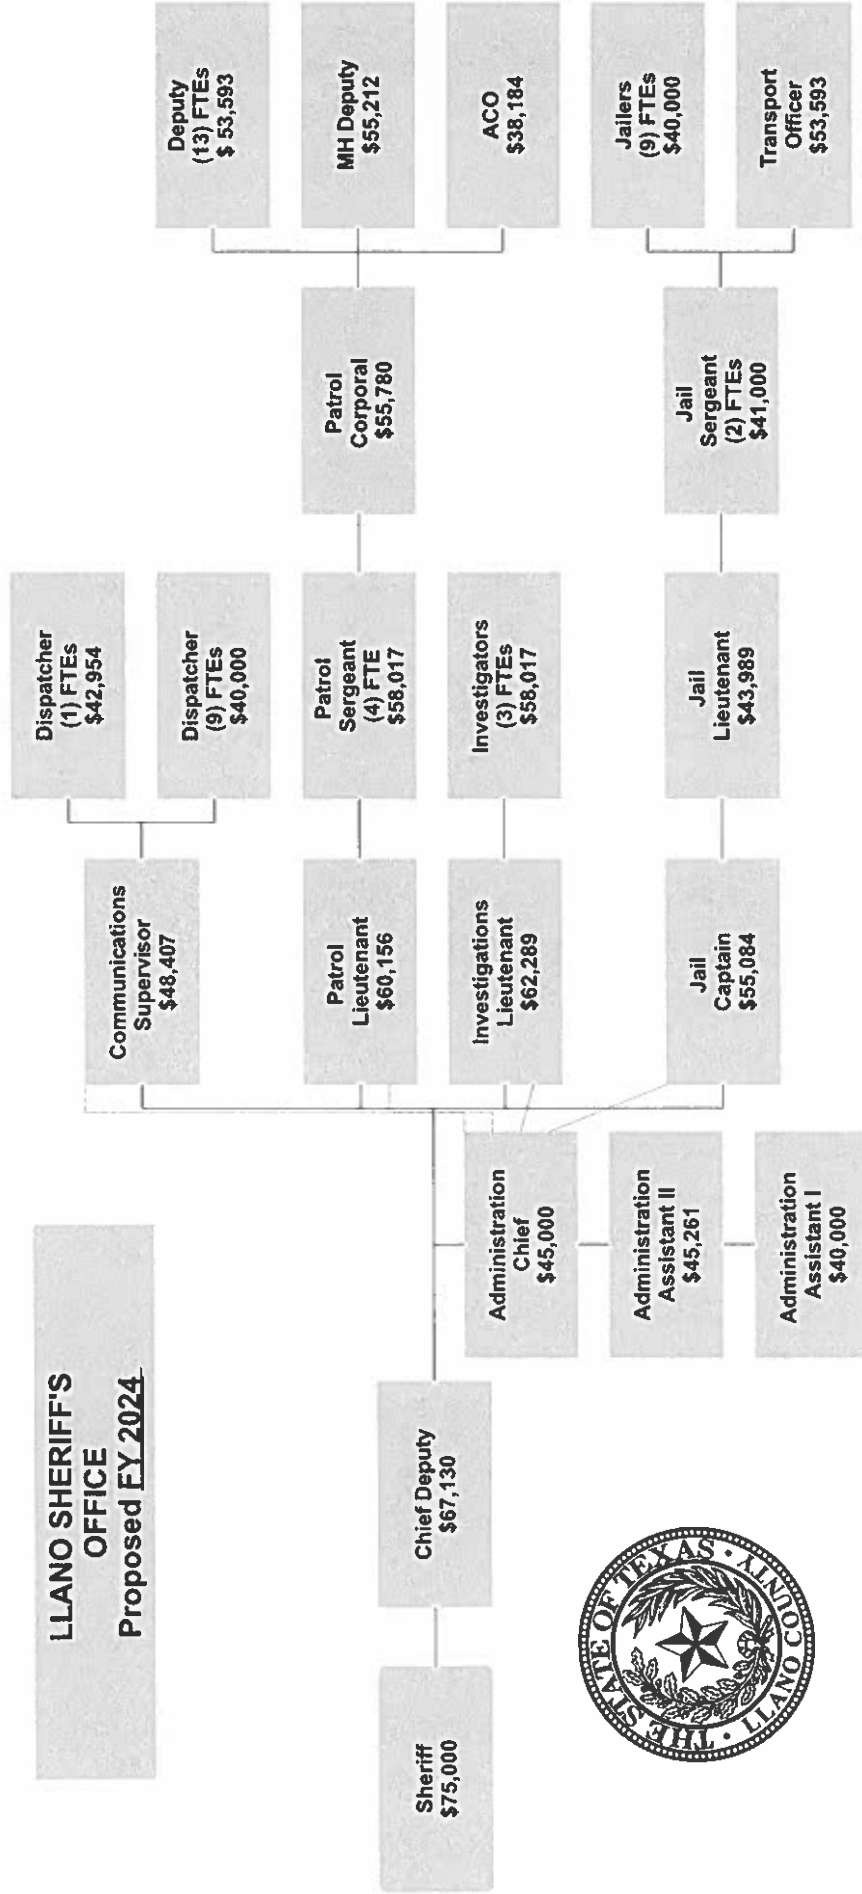 LLANO SHERIFF'S
OFFICE
Proposed FY 2024
Sheriff
$75,000
Chief Deputy
$67,130
Administration
Chief
$45,000
Administration
Assistant II
$45,261
Administration
Assistant I
$40,000
Communications
Supervisor
$48,407
Dispatcher
(1) FTEs
$42,954
Dispatcher
(9) FTEs
$40,000
Patrol
Lieutenant
$60,156
Patrol
Sergeant
(4) FTE
$58,017
Patrol
Corporal
$55,780
Deputy
(13) FTEs
$ 53,593
MH Deputy
$55,212
ACO
$38,184
Investigations
Lieutenant
$62,289
Investigators
(3) FTEs
$58,017
Jail
Captain
$55,084
Jail
Lieutenant
$43,989
Jail
Sergeant
(2) FTEs
$41,000
Jailers
(9) FTEs
$40,000
Transport
Officer
$53,593
THE STATE OF TEXAS · LLANO COUNTY ·